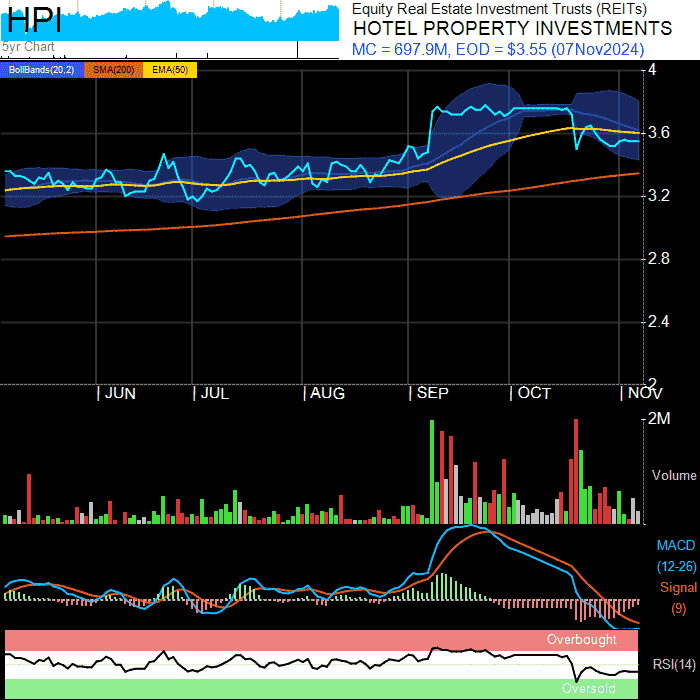 HPI
5yr Chart
Equity Real Estate Investment Trusts (REITs)
HOTEL PROPERTY INVESTMENTS
MC = 697.9M, EOD = $3.55 (07Nov2024)
BollBands(20,2) SMA(200) EMA(50)
4
3.6
3.2
2.8
2.4
2
JUN JUL AUG SEP OCT NOV
2M
Volume
MACD
(12-26)
Signal
(9)
Overbought
RSI(14)
Oversold